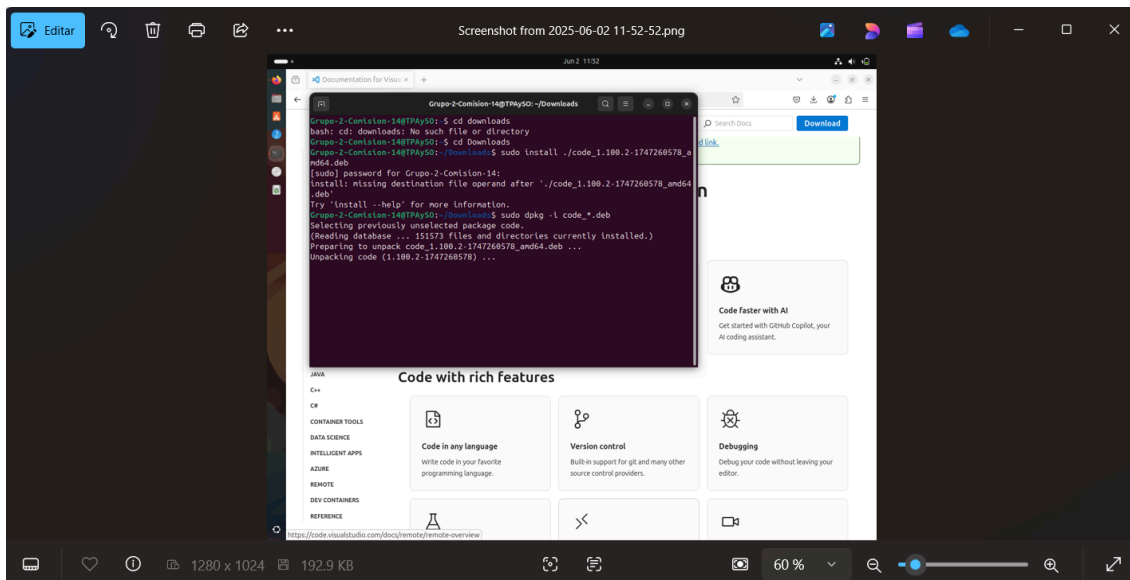 Editar
Screenshot from 2025-06-02 11-52-52.png
Jun 2 11:52
Documentation for Visu
Grupo-2-Comision-14@TPAySO: ~/Downloads
Search Docs
Download
d link.
Grupo-2-Comision-14@TPAySO:~$ cd downloads
bash: cd: downloads: No such file or directory
Grupo-2-Comision-14@TPAySO:~$ cd Downloads
Grupo-2-Comision-14@TPAySO:~/Downloads$ sudo install ./code_1.100.2-1747260578_a
md64.deb
[sudo] password for Grupo-2-Comision-14:
install: missing destination file operand after './code_1.100.2-1747260578_amd64
.deb'
Try 'install --help' for more information.
Grupo-2-Comision-14@TPAySO:~/Downloads$ sudo dpkg -i code_*.deb
Selecting previously unselected package code.
(Reading database ... 151573 files and directories currently installed.)
Preparing to unpack code_1.100.2-1747260578_amd64.deb ...
Unpacking code (1.100.2-1747260578) ...
n
Code faster with AI
Get started with GitHub Copilot, your
AI coding assistant.
JAVA
C++
C#
CONTAINER TOOLS
DATA SCIENCE
INTELLIGENT APPS
AZURE
REMOTE
DEV CONTAINERS
REFERENCE
Code with rich features
Code in any language
Write code in your favorite
programming language.
Version control
Built-in support for git and many other
source control providers.
Debugging
Debug your code without leaving your
editor.
https://code.visualstudio.com/docs/remote/remote-overview
1280 x 1024
192.9 KB
60 %